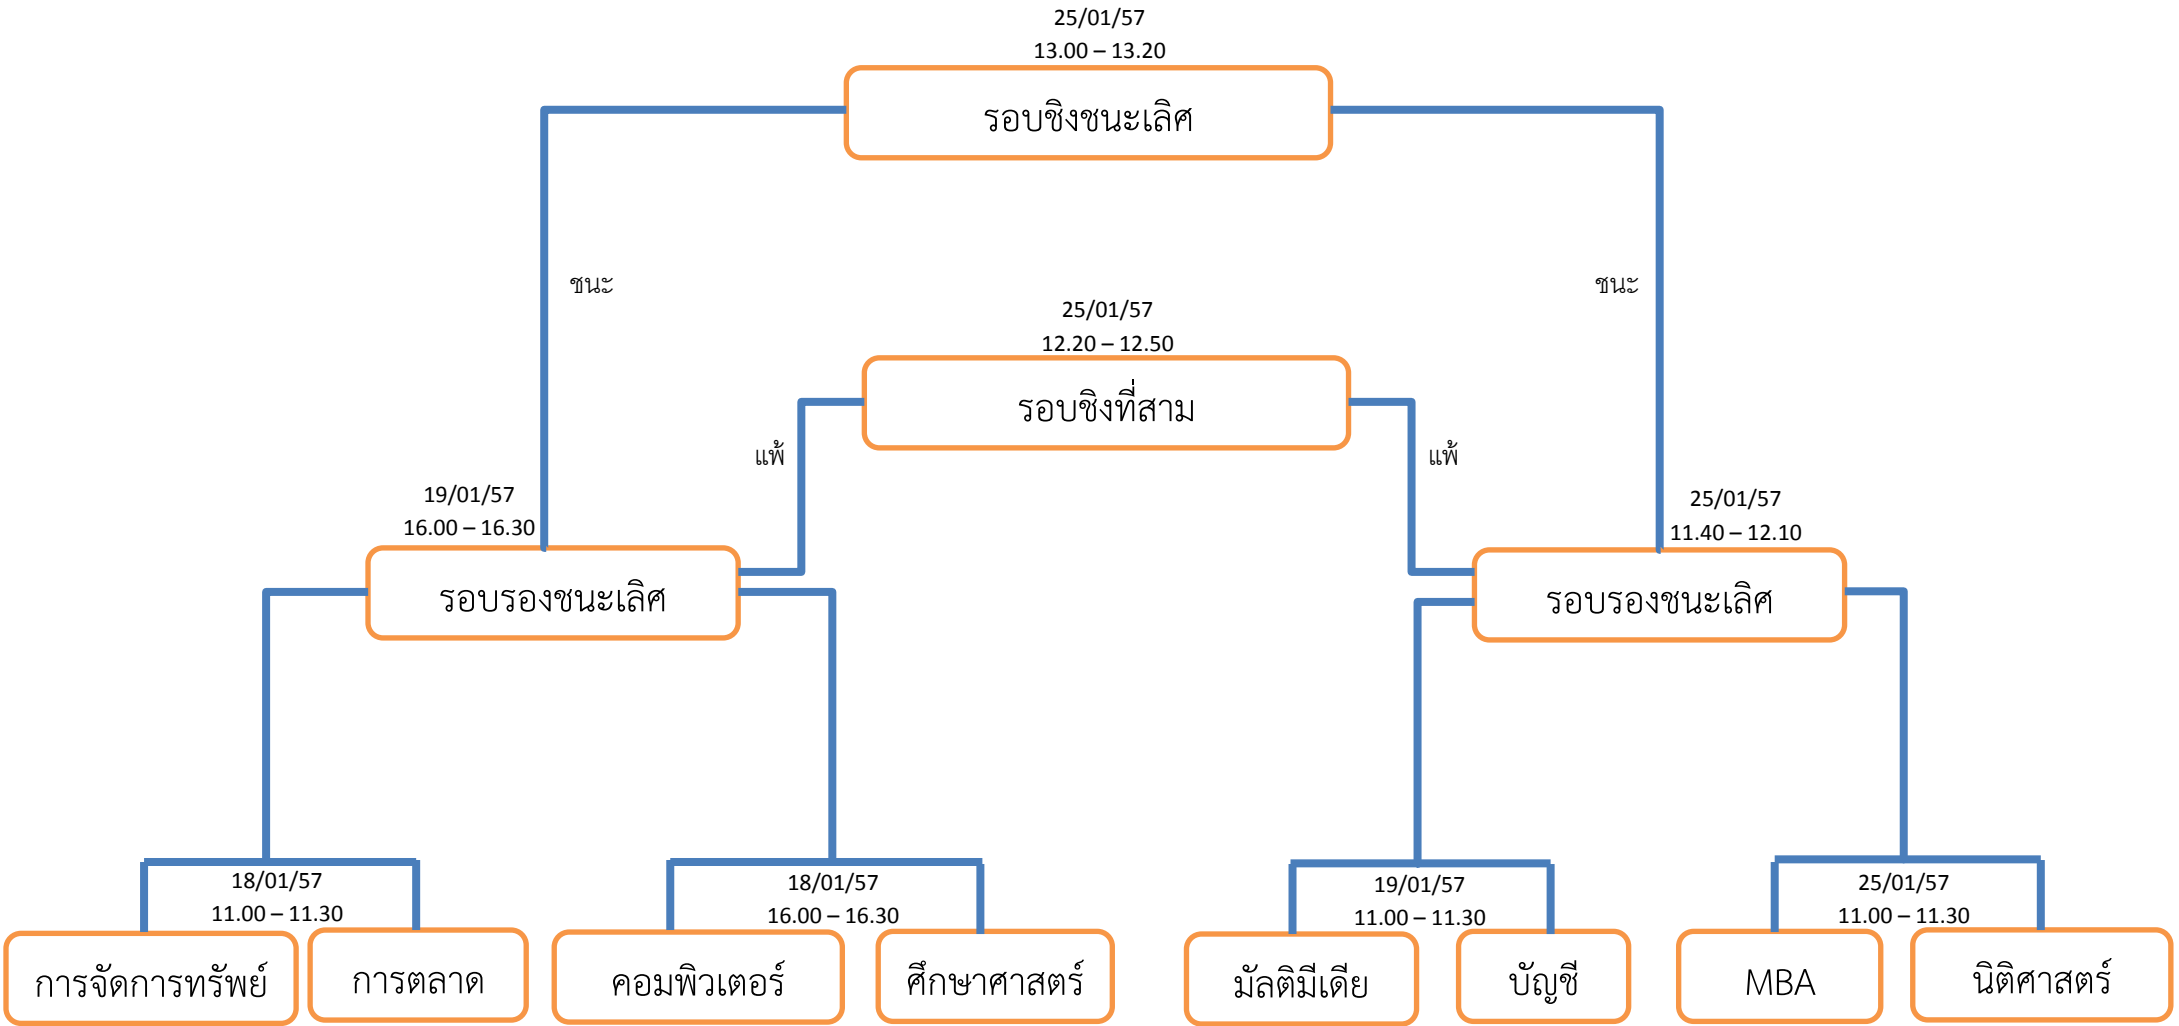 25/01/57
13.00 – 13.20
รอบชิงชนะเลิศ
ชนะ
ชนะ
25/01/57
12.20 – 12.50
รอบชิงที่สาม
แพ้
แพ้
19/01/57
16.00 – 16.30
รอบรองชนะเลิศ
25/01/57
11.40 – 12.10
รอบรองชนะเลิศ
18/01/57
11.00 – 11.30
18/01/57
16.00 – 16.30
19/01/57
11.00 – 11.30
25/01/57
11.00 – 11.30
การจัดการทรัพย์
การตลาด
คอมพิวเตอร์
ศึกษาศาสตร์
มัลติมีเดีย
บัญชี
MBA
นิติศาสตร์